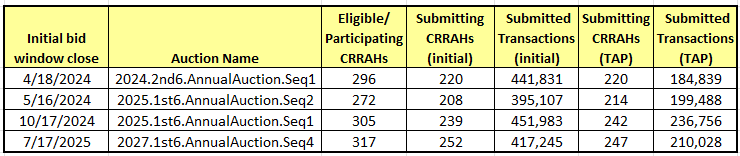 Initial bid window close | Auction Name | Eligible/ Participating CRRAHs | Submitting CRRAHs (initial) | Submitted Transactions (initial) | Submitting CRRAHs (TAP) | Submitted Transactions (TAP)
4/18/2024 | 2024.2nd6.AnnualAuction.Seq1 | 296 | 220 | 441,831 | 220 | 184,839
5/16/2024 | 2025.1st6.AnnualAuction.Seq2 | 272 | 208 | 395,107 | 214 | 199,488
10/17/2024 | 2025.1st6.AnnualAuction.Seq1 | 305 | 239 | 451,983 | 242 | 236,756
7/17/2025 | 2027.1st6.AnnualAuction.Seq4 | 317 | 252 | 417,245 | 247 | 210,028